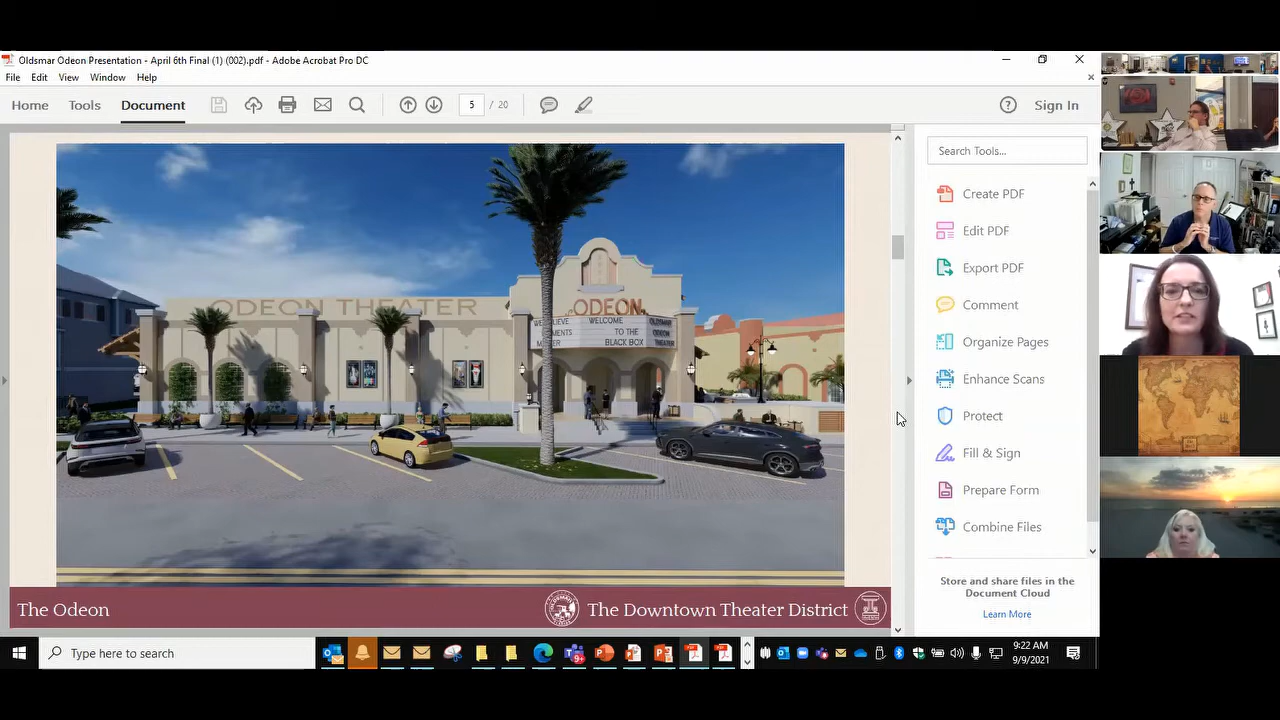 Oldsmar Odeon Presentation - April 6th Final (1) (002).pdf - Adobe Acrobat Pro DC
File Edit View Window Help
Home Tools Document 5 / 20 Sign In
Search Tools...
Create PDF
Edit PDF
Export PDF
Comment
Organize Pages
Enhance Scans
Protect
Fill & Sign
Prepare Form
Combine Files
Store and share files in the
Document Cloud
Learn More
ODEON THEATER
ODEON
WE BELIEVE WELCOME OLDSMAR
TO THE ODEON
BLACK BOX THEATER
The Odeon
The Downtown Theater District
Type here to search
9+
9:22 AM
9/9/2021